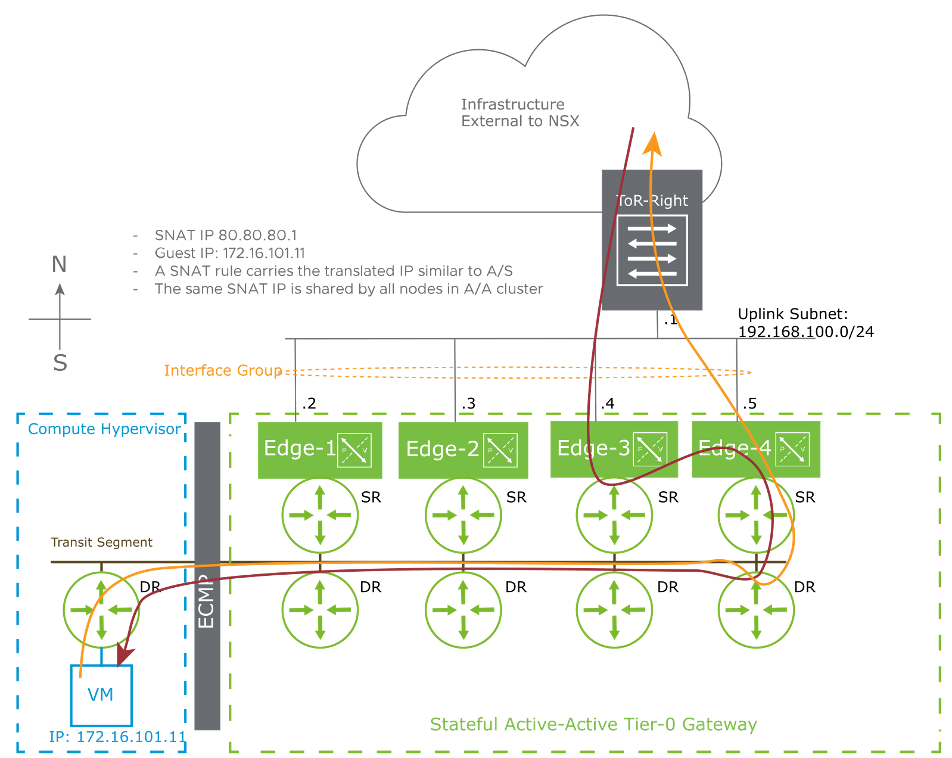 Infrastructure
External to NSX
ToR-Right
- SNAT IP 80.80.80.1
- Guest IP: 172.16.101.11
- A SNAT rule carries the translated IP similar to A/S
- The same SNAT IP is shared by all nodes in A/A cluster
N
S
.1
Uplink Subnet:
192.168.100.0/24
Interface Group
.2
.3
.4
.5
Compute Hypervisor
Edge-1
P V
Edge-2
P V
Edge-3
P V
Edge-4
P V
SR
SR
SR
SR
Transit Segment
DR
ECMP
DR
DR
DR
DR
VM
IP: 172.16.101.11
Stateful Active-Active Tier-0 Gateway